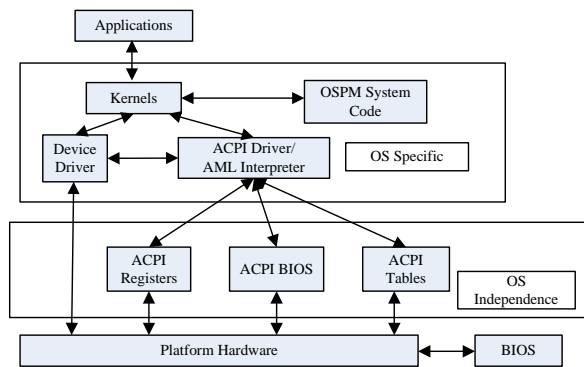 Applications
Kernels
OSPM System
Code
Device
Driver
ACPI Driver/
AML Interpreter
OS Specific
ACPI
Registers
ACPI BIOS
ACPI
Tables
OS
Independence
Platform Hardware
BIOS